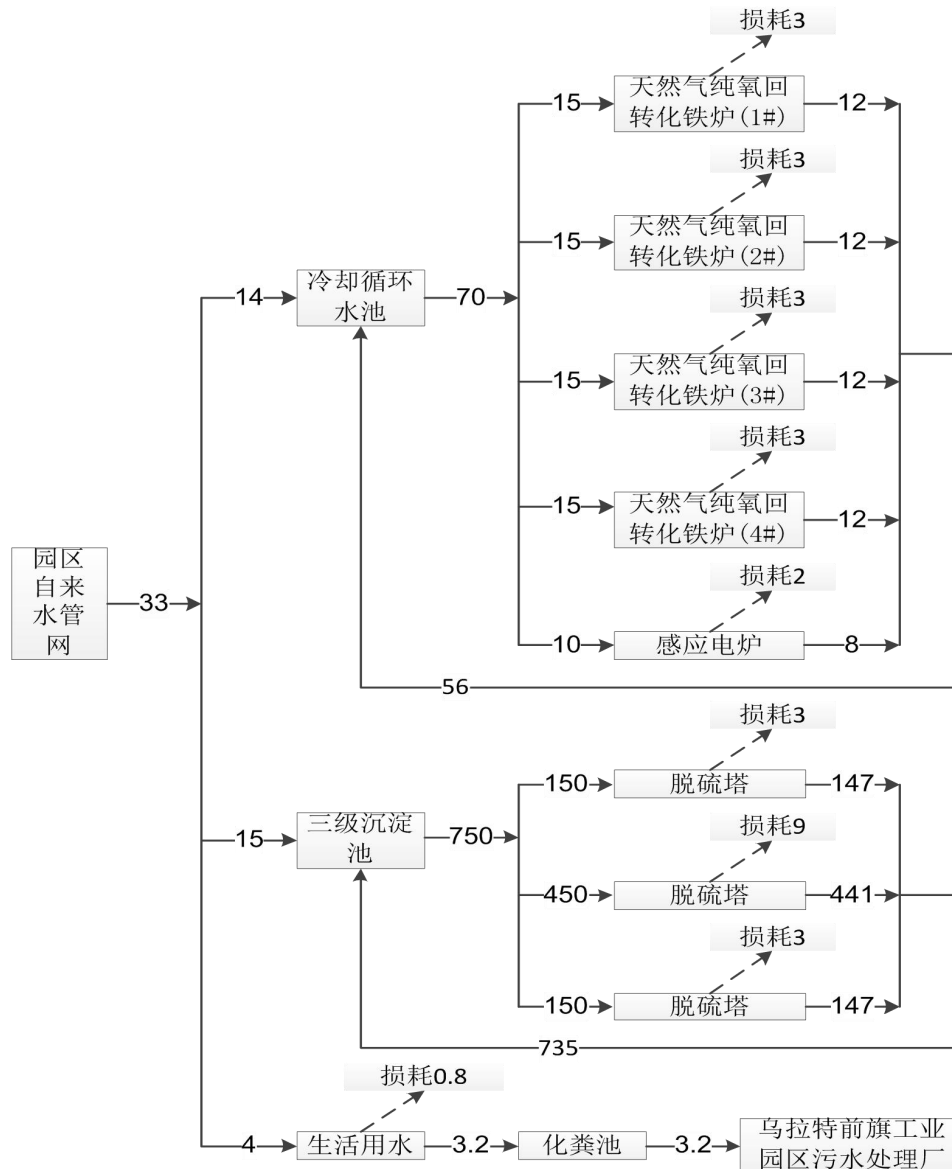 损耗3
15
天然气纯氧回
转化铁炉(1#)
12
损耗3
15
天然气纯氧回
转化铁炉(2#)
12
14
冷却循环
水池
70
损耗3
15
天然气纯氧回
转化铁炉(3#)
12
损耗3
15
天然气纯氧回
转化铁炉(4#)
12
园区
自来
水管
网
33
损耗2
10
感应电炉
8
56
损耗3
150
脱硫塔
147
15
三级沉淀
池
750
损耗9
450
脱硫塔
441
损耗3
150
脱硫塔
147
735
损耗0.8
4
生活用水
3.2
化粪池
3.2
乌拉特前旗工业
园区污水处理厂